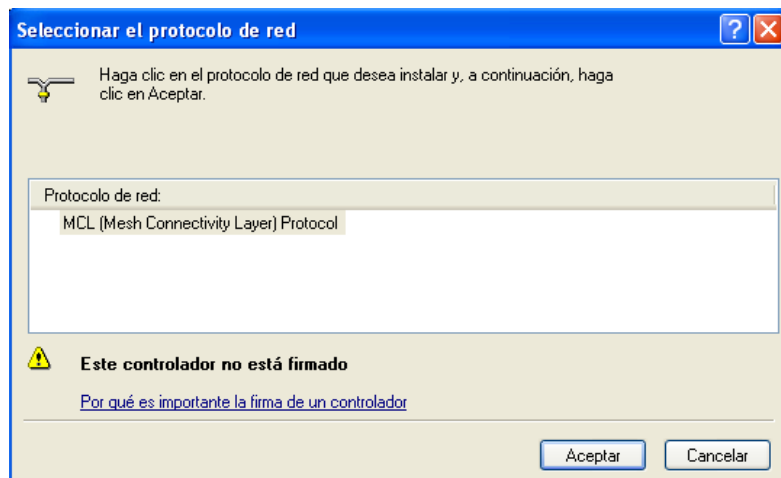 Seleccionar el protocolo de red
Haga clic en el protocolo de red que desea instalar y, a continuación, haga
clic en Aceptar.
Protocolo de red:
MCL (Mesh Connectivity Layer) Protocol
Este controlador no está firmado
Por qué es importante la firma de un controlador
Aceptar Cancelar